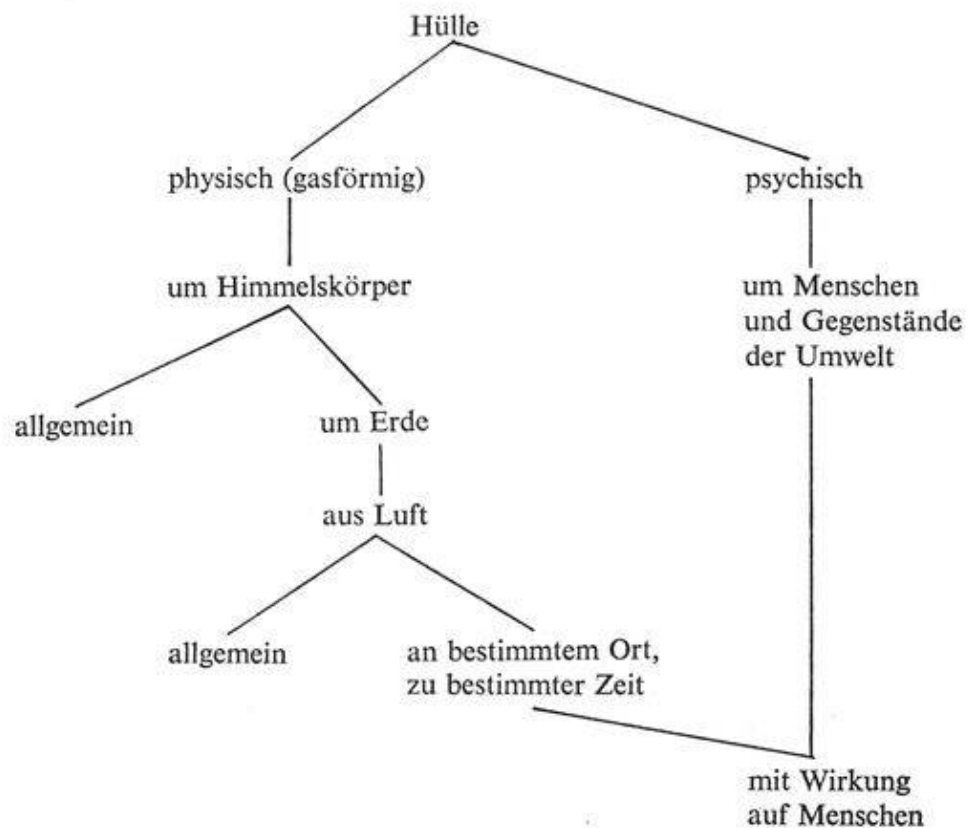 Hülle
physisch (gasförmig)
psychisch
um Himmelskörper
um Menschen
und Gegenstände
der Umwelt
allgemein
um Erde
aus Luft
allgemein
an bestimmtem Ort,
zu bestimmter Zeit
mit Wirkung
auf Menschen